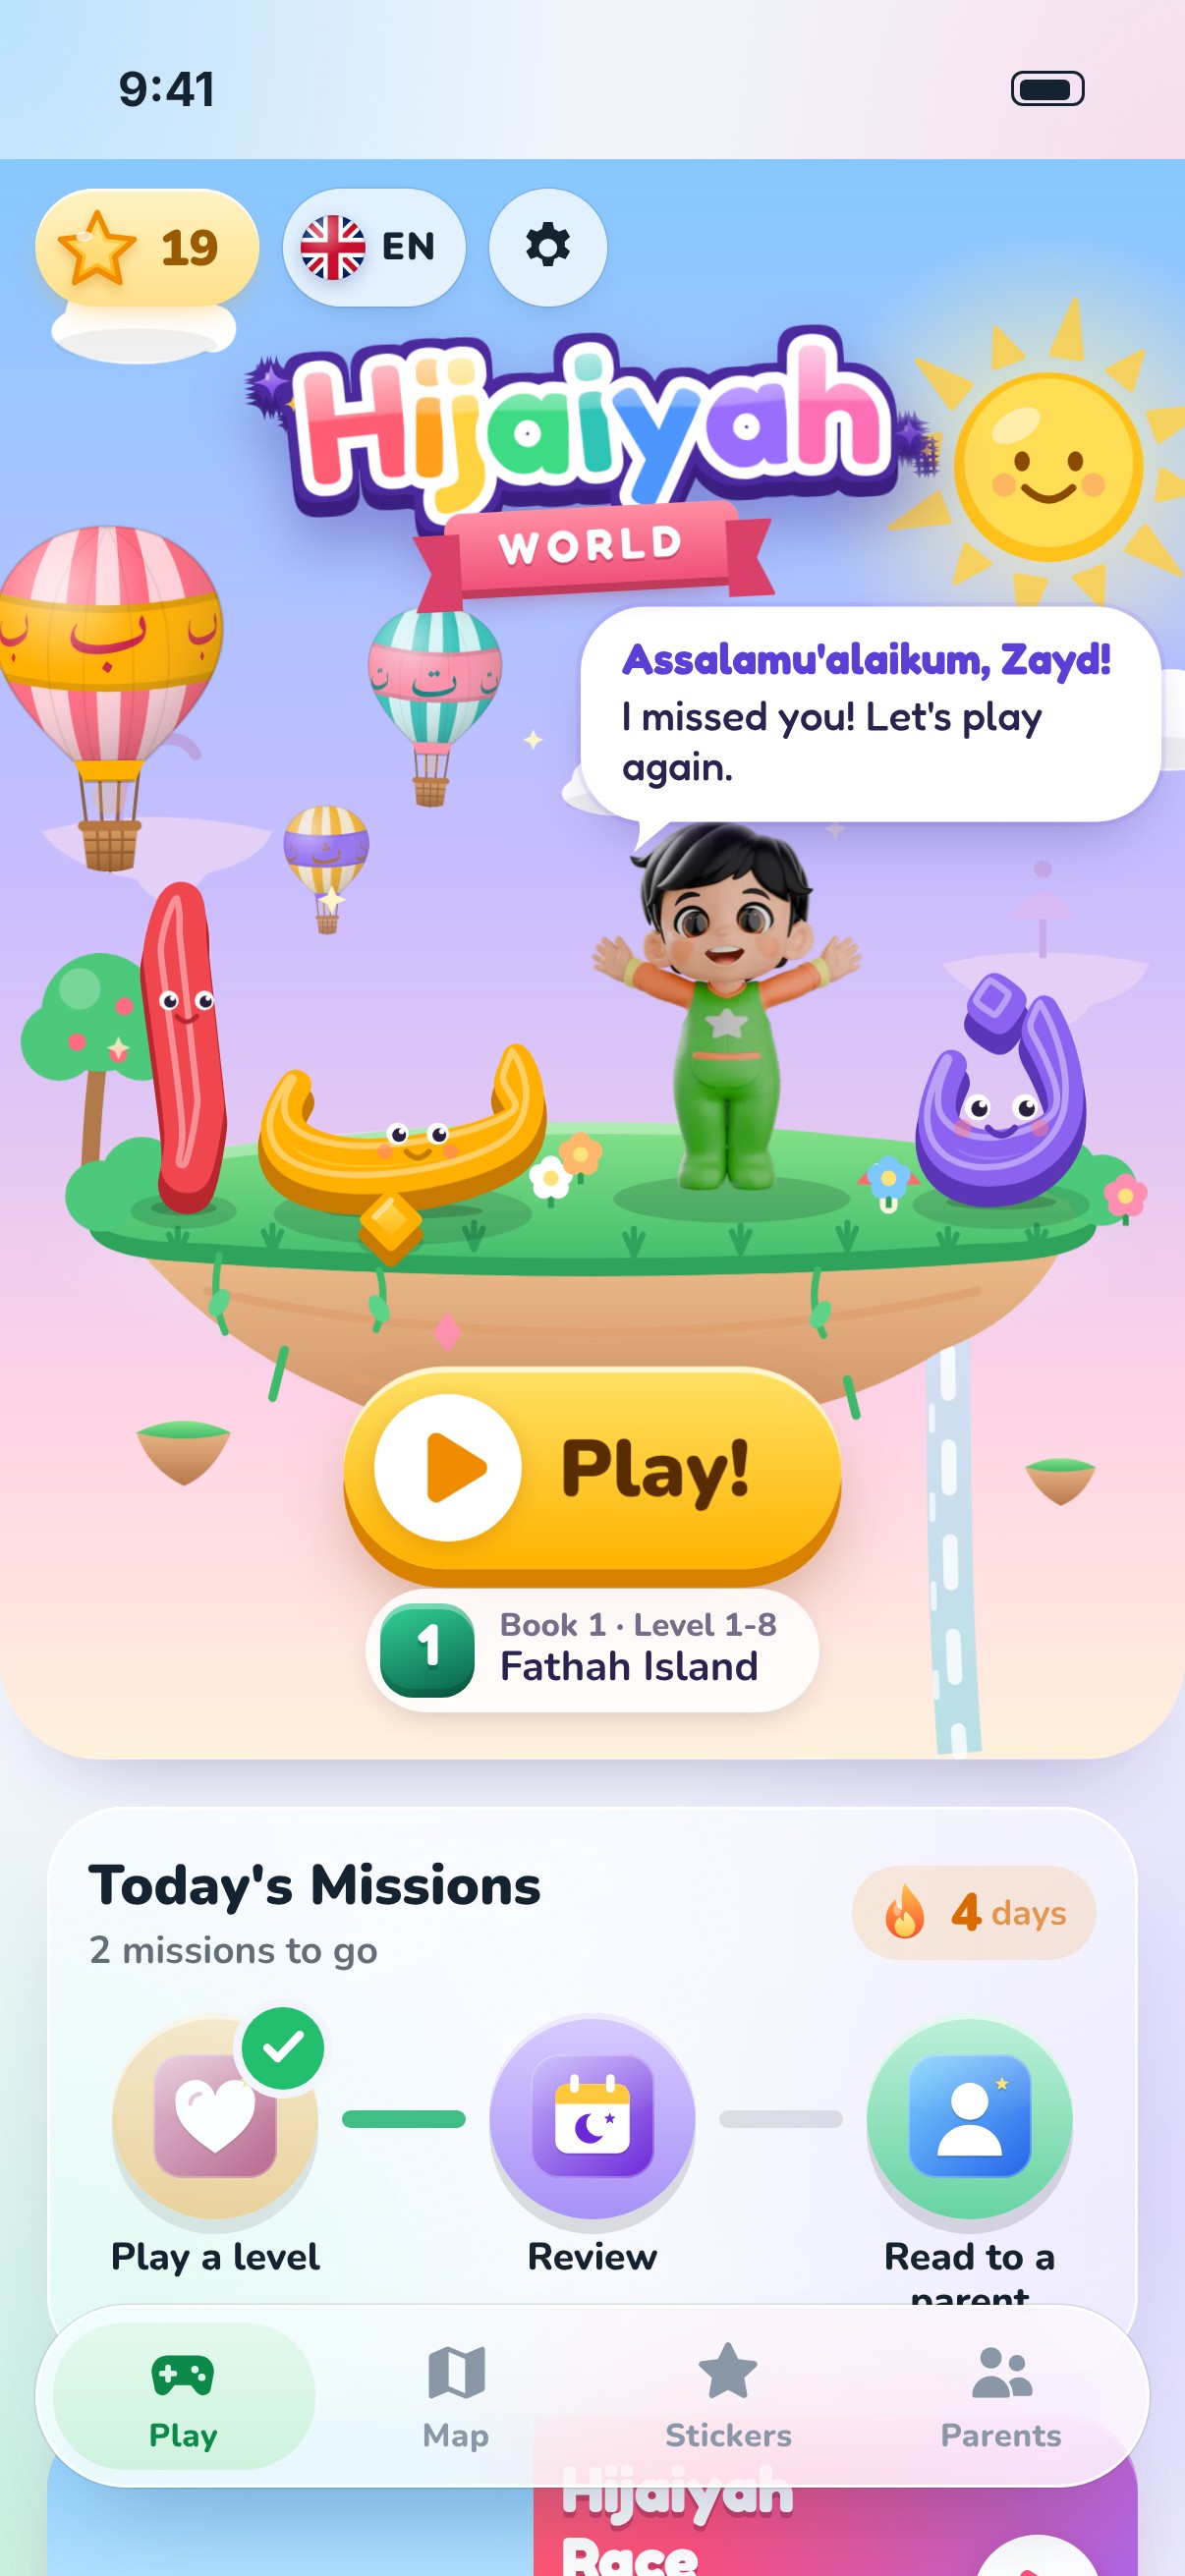 9:41
19
EN
Hijaiyah
WORLD
ب ب ب
ن ت ن
ث ث ث
Assalamu'alaikum, Zayd!
I missed you! Let's play
again.
Play!
1
Book 1 · Level 1-8
Fathah Island
Today's Missions
2 missions to go
4 days
Play a level
Review
Read to a
parent
Play
Map
Stickers
Parents
Hijaiyah
Race